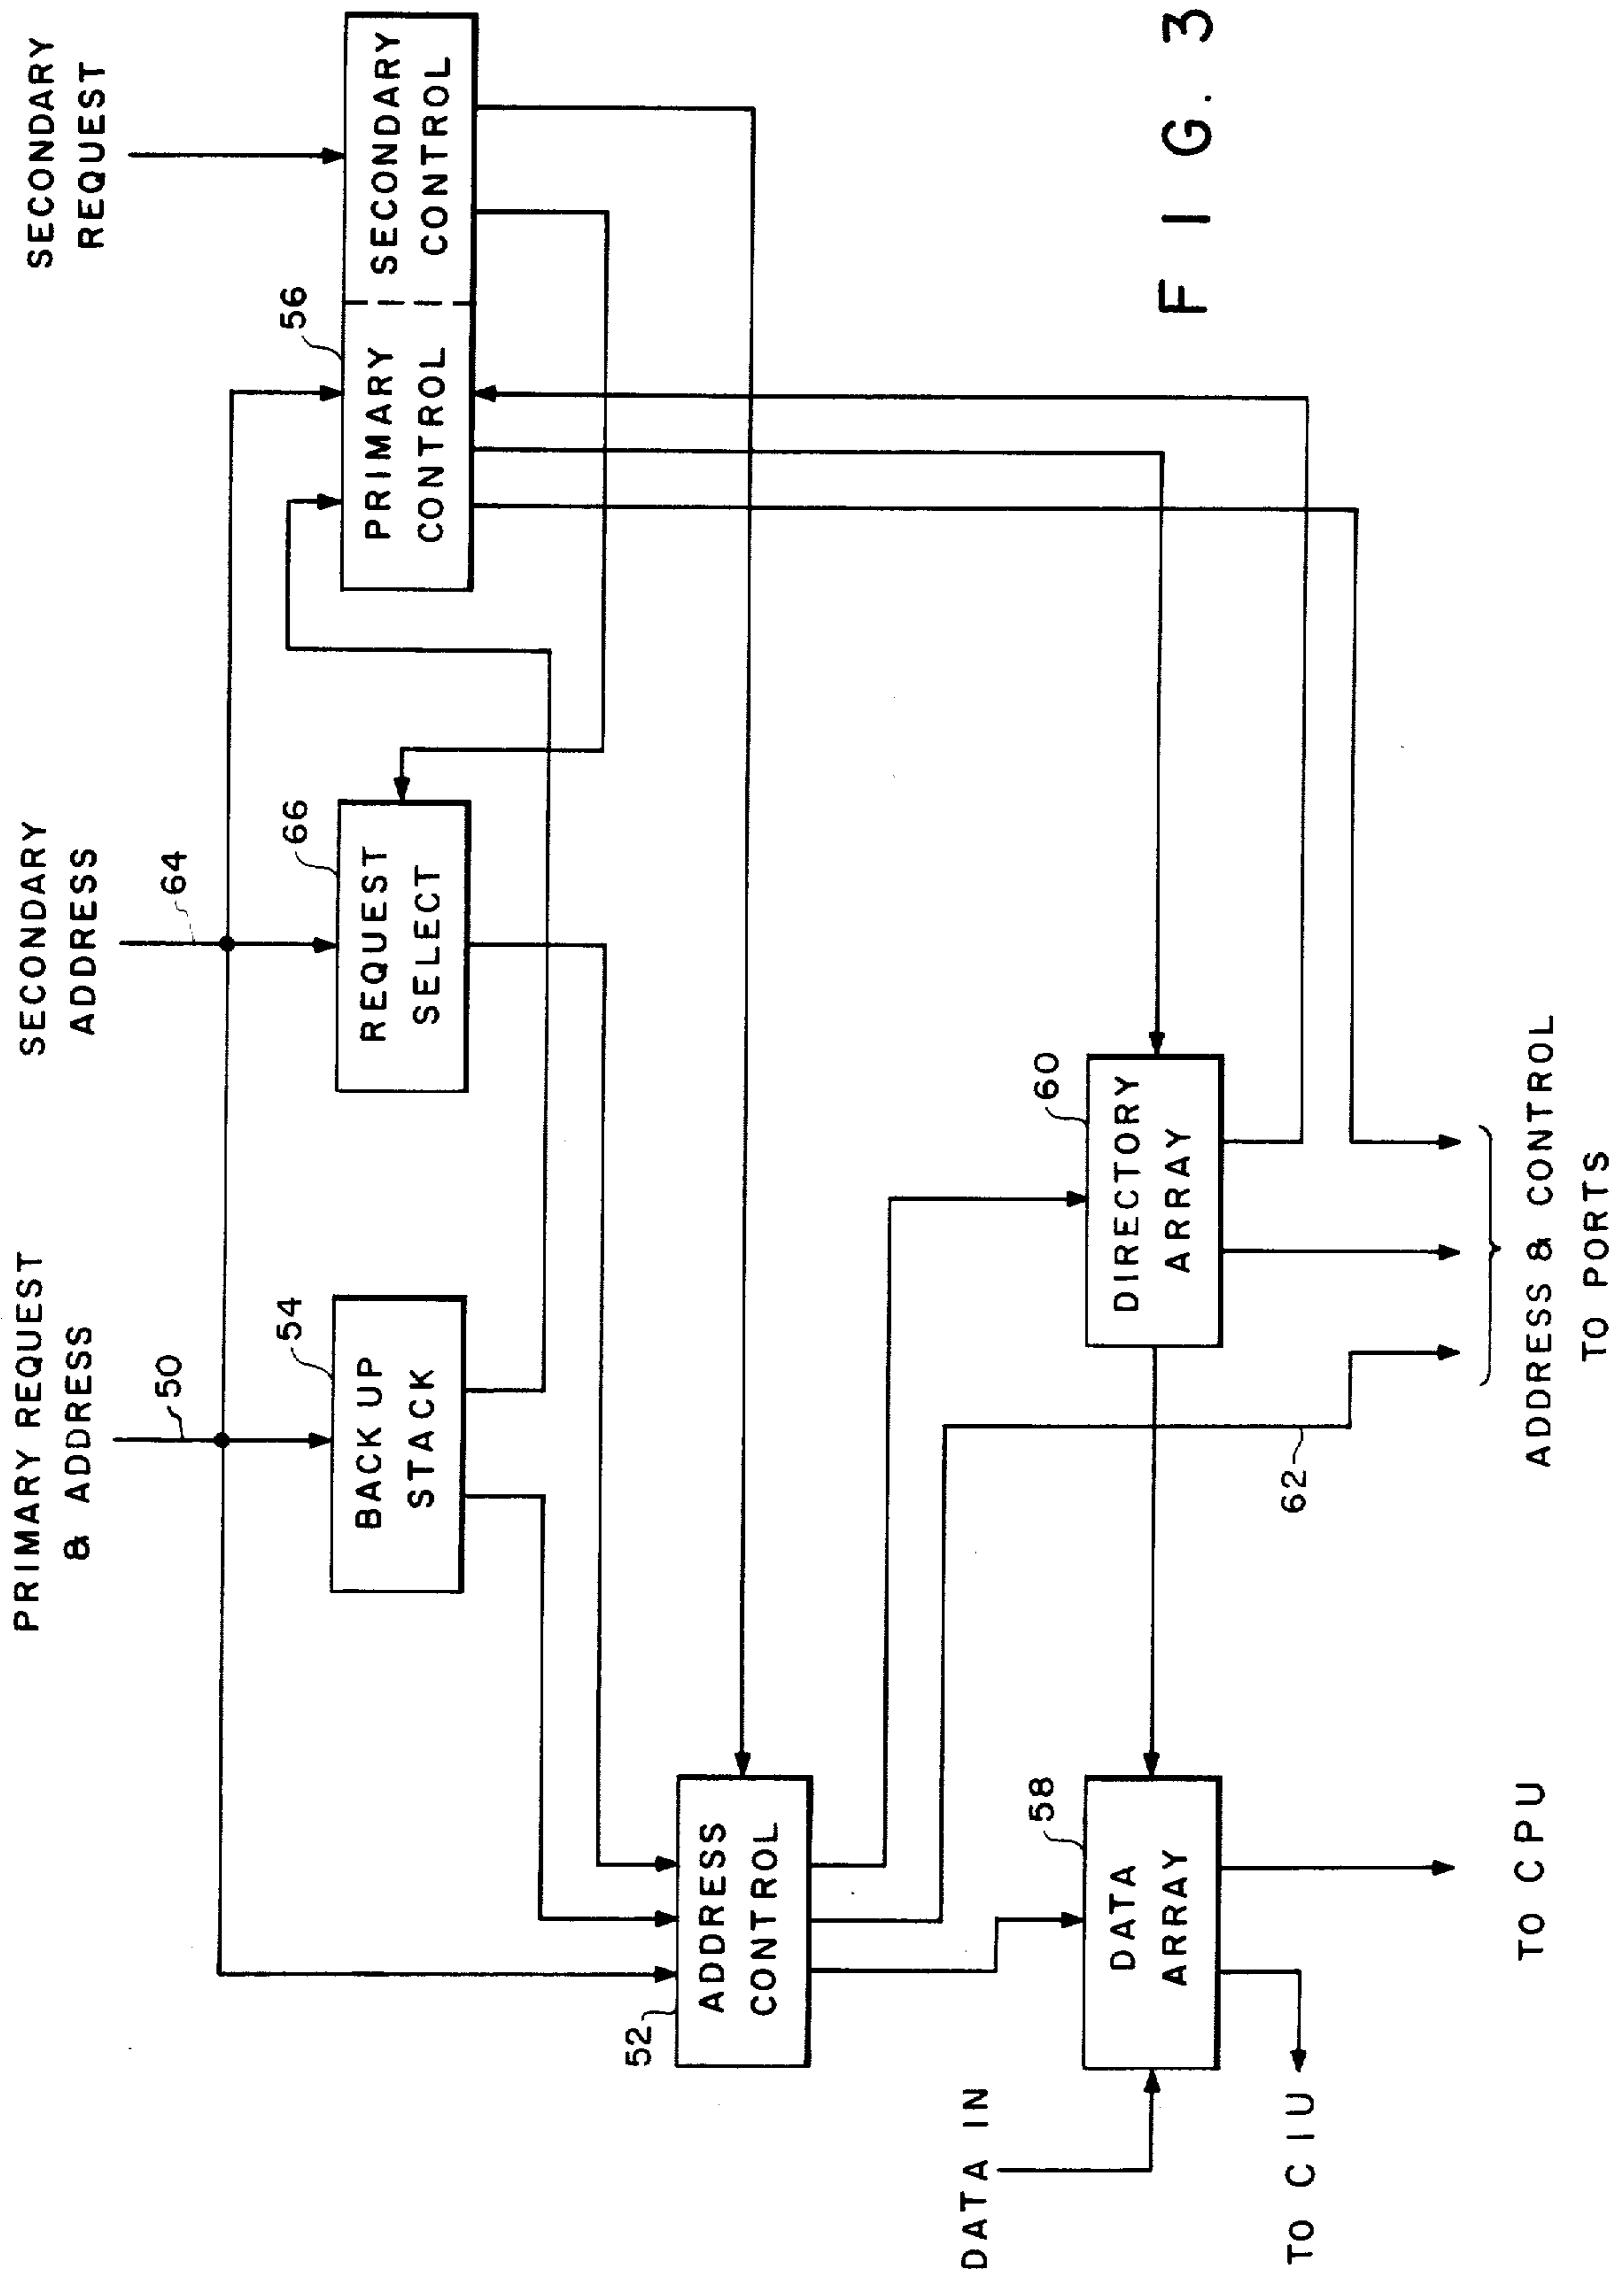 PRIMARY REQUEST
& ADDRESS
SECONDARY
ADDRESS
SECONDARY
REQUEST
50
64
54
66
56
BACK UP
STACK
REQUEST
SELECT
PRIMARY
CONTROL
SECONDARY
CONTROL
52
ADDRESS
CONTROL
58
60
DATA IN
DATA
ARRAY
DIRECTORY
ARRAY
62
TO CIU
TO CPU
ADDRESS & CONTROL
TO PORTS
FIG. 3